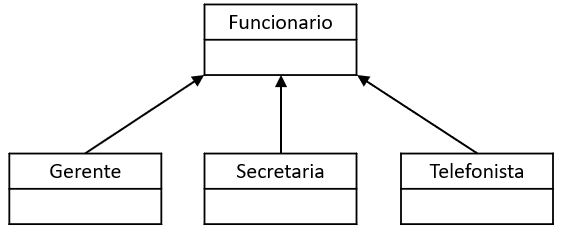 Funcionario
Gerente
Secretaria
Telefonista